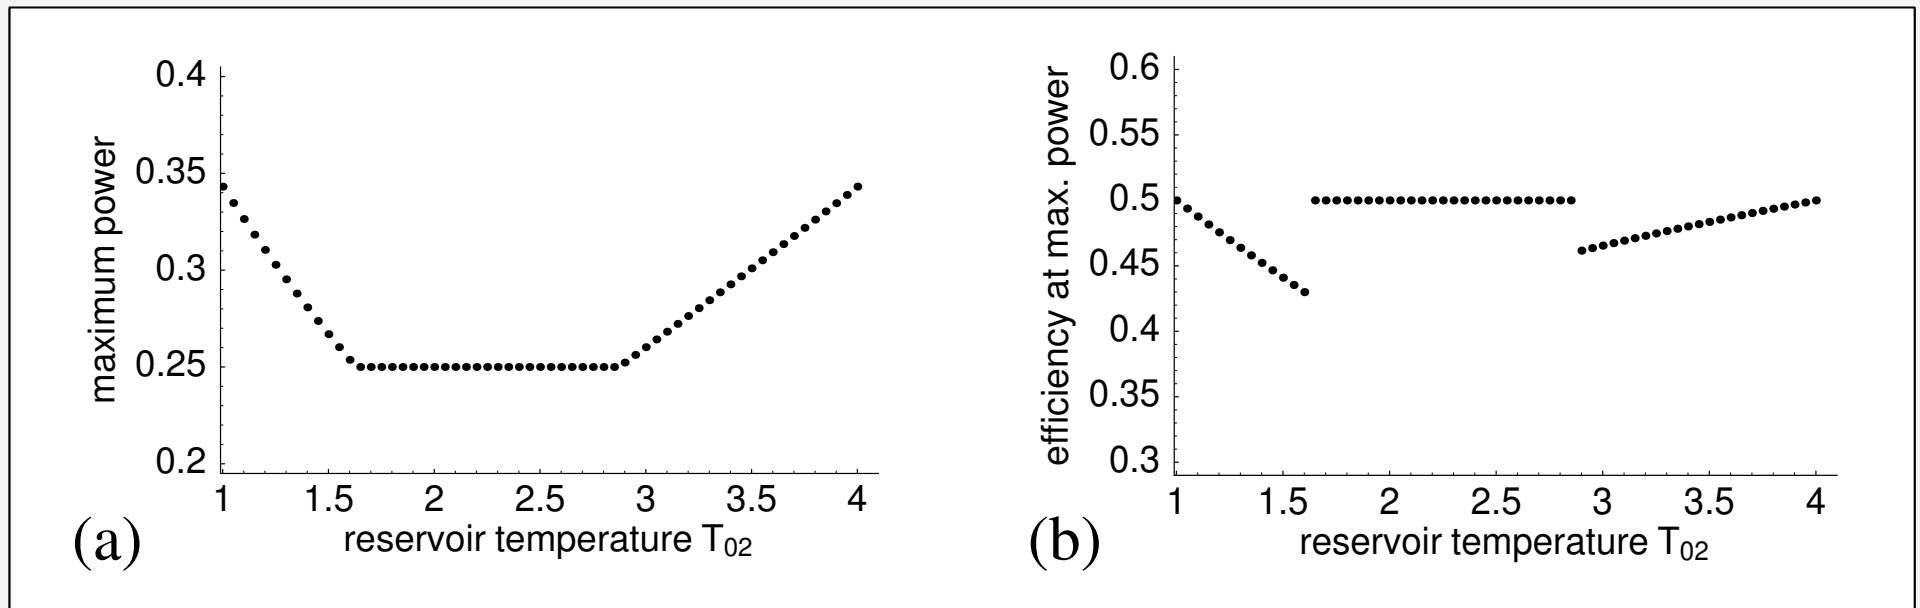 maximum power
0.4
0.35
0.3
0.25
0.2
1 1.5 2 2.5 3 3.5 4
reservoir temperature T₀₂
(a)
efficiency at max. power
0.6
0.55
0.5
0.45
0.4
0.35
0.3
1 1.5 2 2.5 3 3.5 4
reservoir temperature T₀₂
(b)